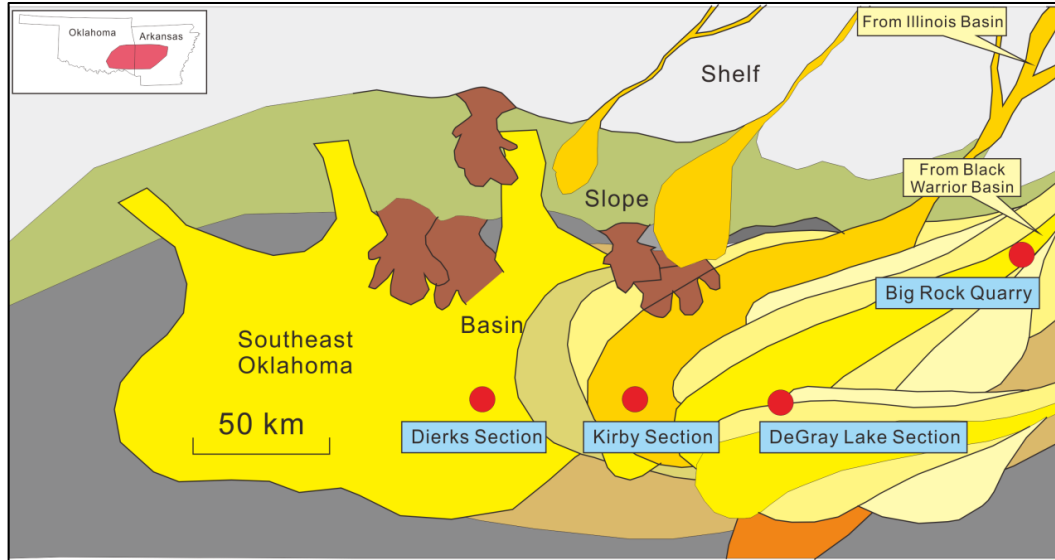 Oklahoma
Arkansas
From Illinois Basin
Shelf
From Black
Warrior Basin
Slope
Big Rock Quarry
Basin
Southeast
Oklahoma
50 km
Dierks Section
Kirby Section
DeGray Lake Section